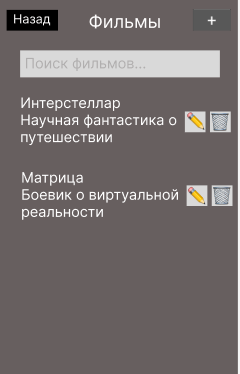 Назад
Фильмы
+
Поиск фильмов...
Интерстеллар
Научная фантастика о
путешествии
Матрица
Боевик о виртуальной
реальности